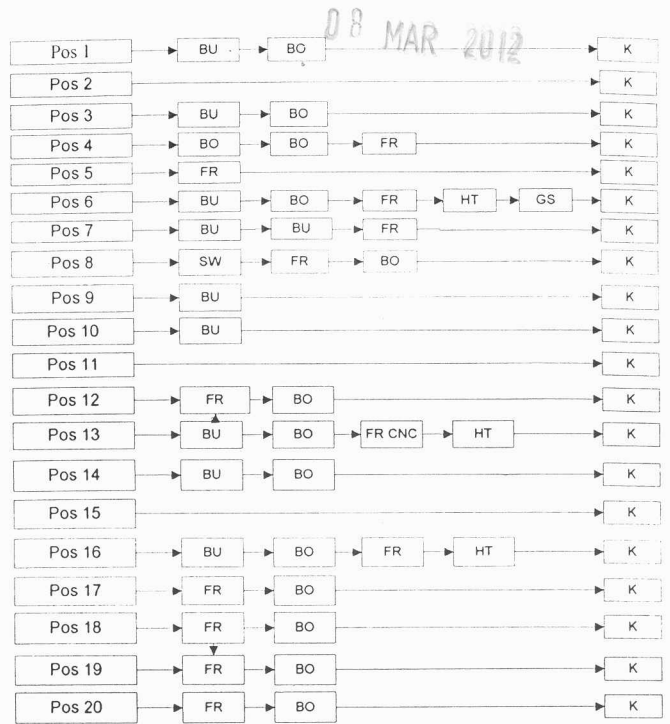 08 MAR 2012
Pos 1 BU BO K
Pos 2 K
Pos 3 BU BO K
Pos 4 BO BO FR K
Pos 5 FR K
Pos 6 BU BO FR HT GS K
Pos 7 BU BU FR K
Pos 8 SW FR BO K
Pos 9 BU K
Pos 10 BU K
Pos 11 K
Pos 12 FR BO K
Pos 13 BU BO FR CNC HT K
Pos 14 BU BO K
Pos 15 K
Pos 16 BU BO FR HT K
Pos 17 FR BO K
Pos 18 FR BO K
Pos 19 FR BO K
Pos 20 FR BO K